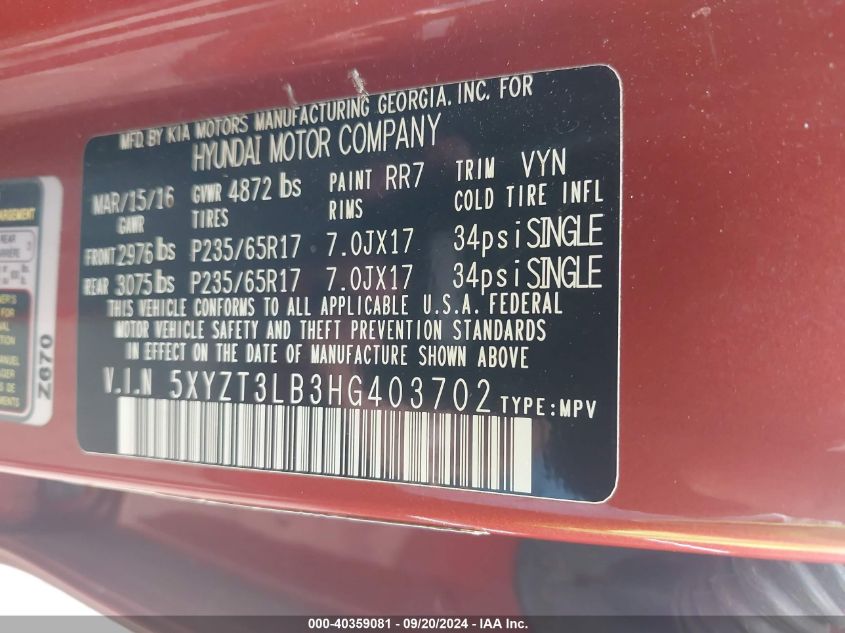 MFD BY KIA MOTORS MANUFACTURING GEORGIA, INC. FOR
HYUNDAI MOTOR COMPANY
MAR/15/16 GVWR 4872 lbs PAINT RR7 TRIM VYN
GAWR TIRES RIMS COLD TIRE INFL
FRONT 2976 lbs P235/65R17 7.0JX17 34psi SINGLE
REAR 3075 lbs P235/65R17 7.0JX17 34psi SINGLE
THIS VEHICLE CONFORMS TO ALL APPLICABLE U.S.A. FEDERAL
MOTOR VEHICLE SAFETY AND THEFT PREVENTION STANDARDS
IN EFFECT ON THE DATE OF MANUFACTURE SHOWN ABOVE
V.I.N 5XYZT3LB3HG403702 TYPE:MPV
REAR
FOR
MANUEL
Z670
000-40359081 - 09/20/2024 - IAA Inc.